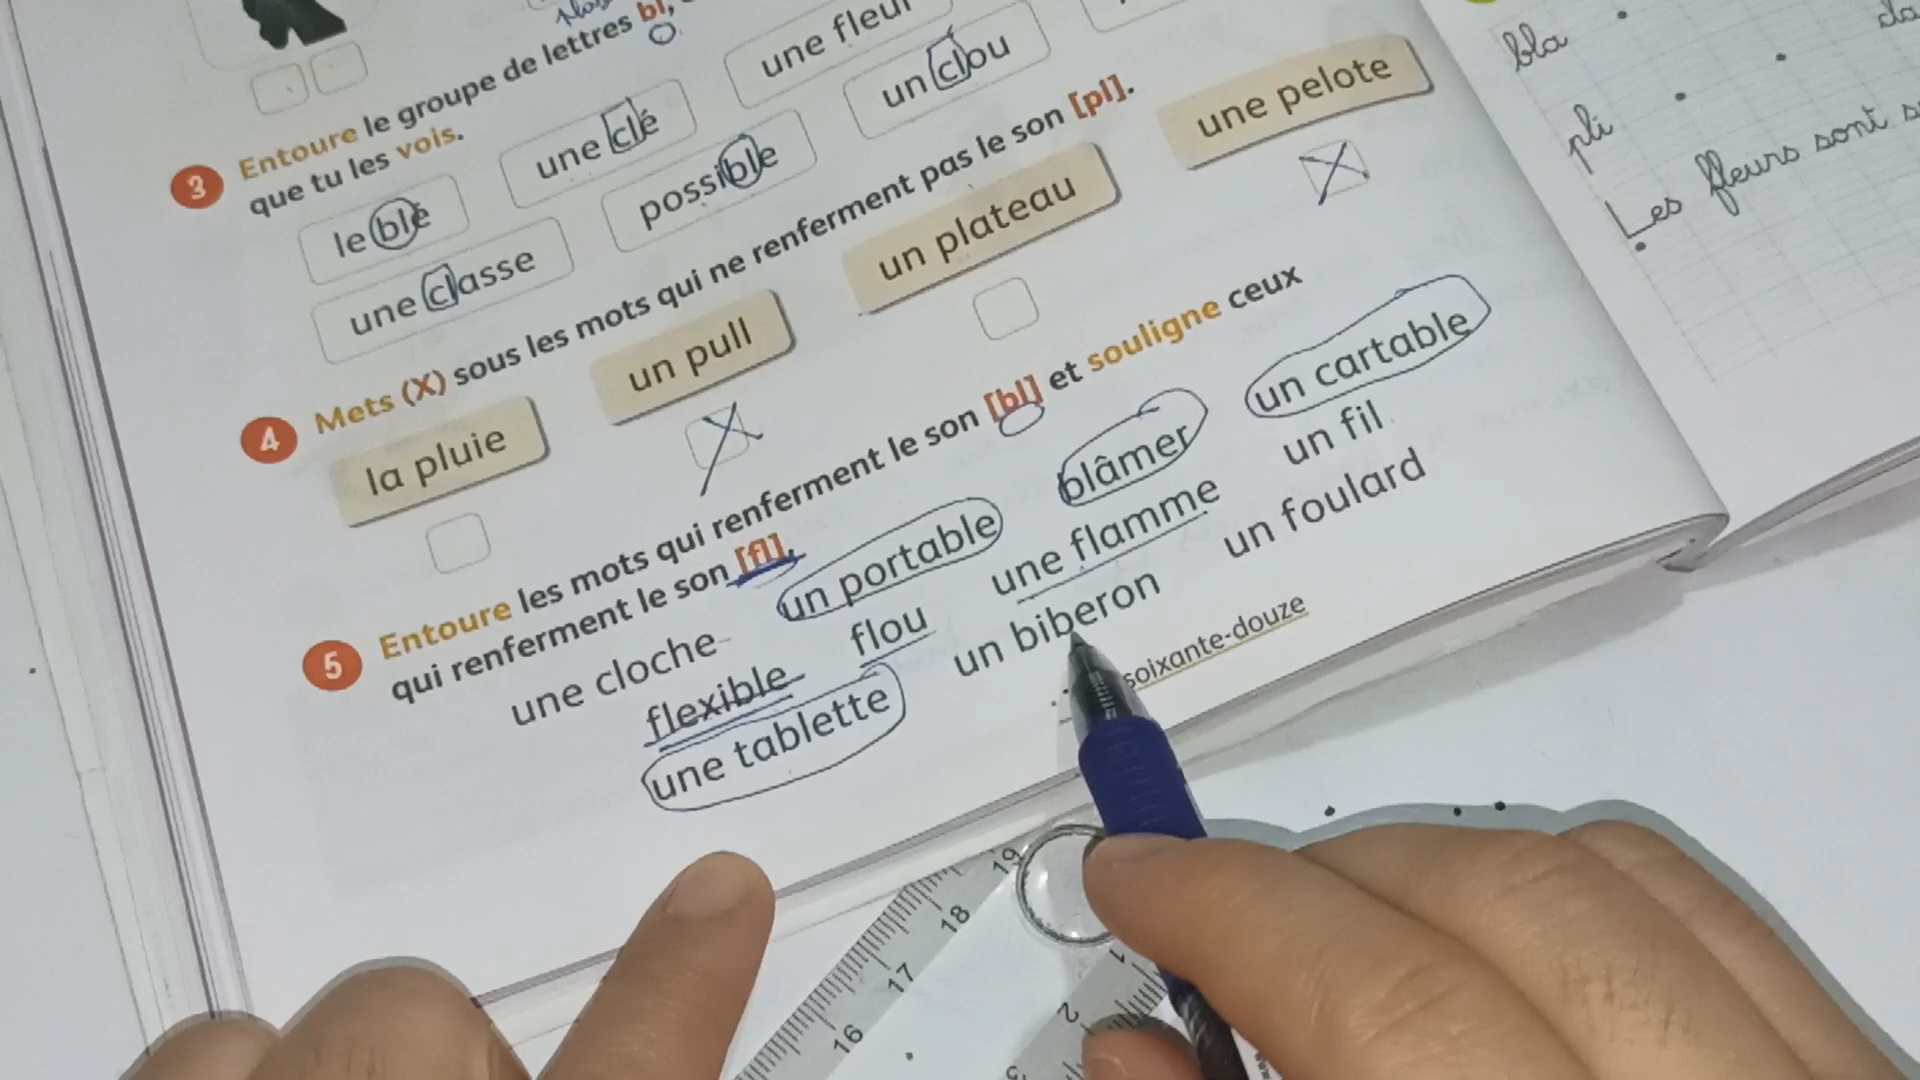 3 Entoure le groupe de lettres bl,
que tu les vois.
le blé
une clé
une fleur
une classe
possible
un clou
4 Mets (X) sous les mots qui ne renferment pas le son [pl].
la pluie
un pull
un plateau
une pelote
5 Entoure les mots qui renferment le son [bl] et souligne ceux
qui renferment le son [fl].
une cloche
un portable
blâmer
un cartable
flexible
flou
une flamme
un fil
une tablette
un biberon
un foulard
soixante-douze
bla
pli
Les fleurs sont
16 17 18 19
1 2